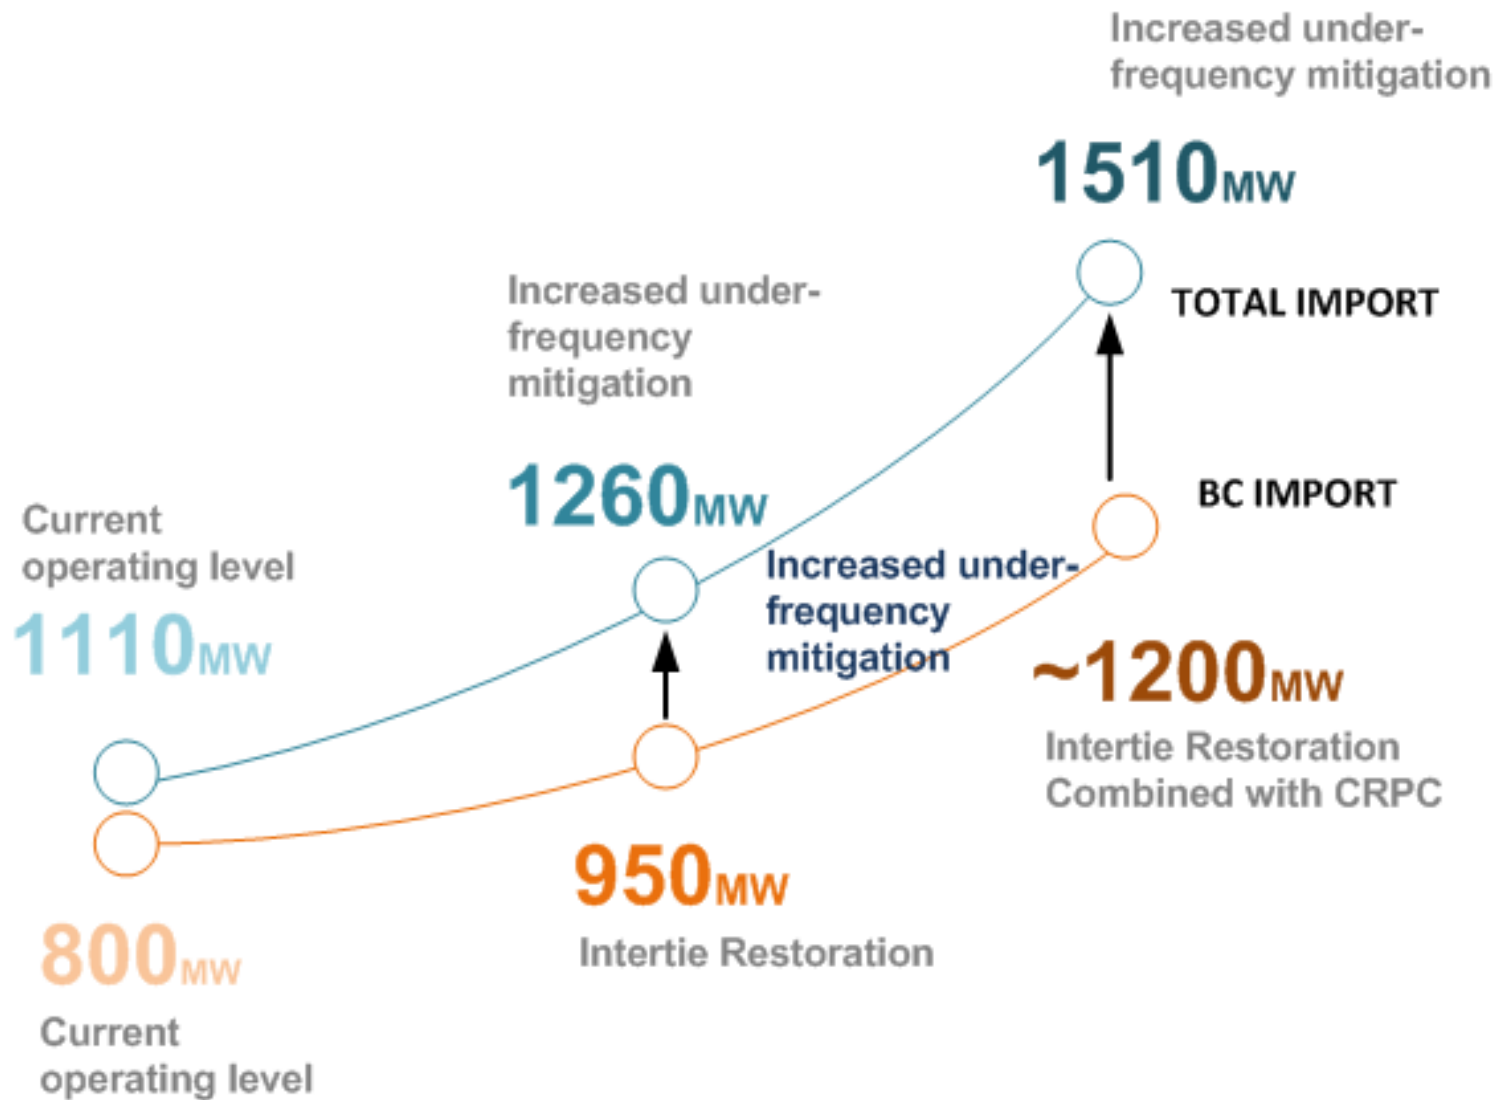 Increased under-
frequency mitigation
1510MW
TOTAL IMPORT
Increased under-
frequency
mitigation
1260MW
BC IMPORT
Current
operating level
1110MW
Increased under-
frequency
mitigation
~1200MW
Intertie Restoration
Combined with CRPC
950MW
Intertie Restoration
800MW
Current
operating level